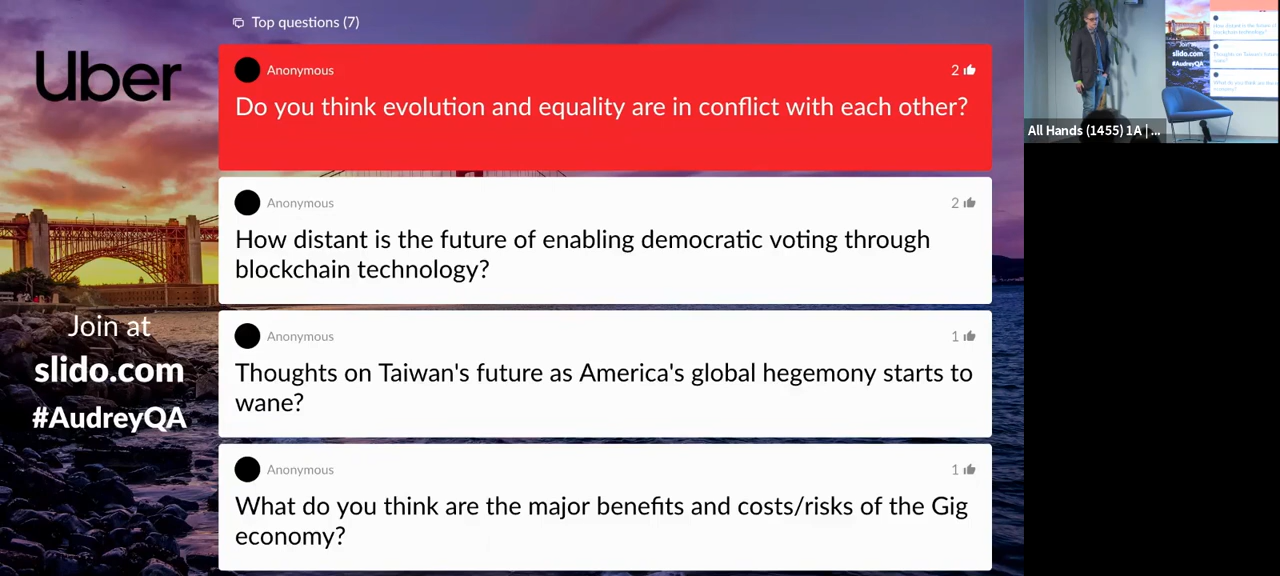 Top questions (7)
Uber
Anonymous
2
Do you think evolution and equality are in conflict with each other?
Anonymous
2
How distant is the future of enabling democratic voting through
blockchain technology?
Anonymous
1
Thoughts on Taiwan's future as America's global hegemony starts to
wane?
Anonymous
1
What do you think are the major benefits and costs/risks of the Gig
economy?
Join at
slido.com
#AudreyQA
slido.com
#AudreyQA
All Hands (1455) 1A | ...